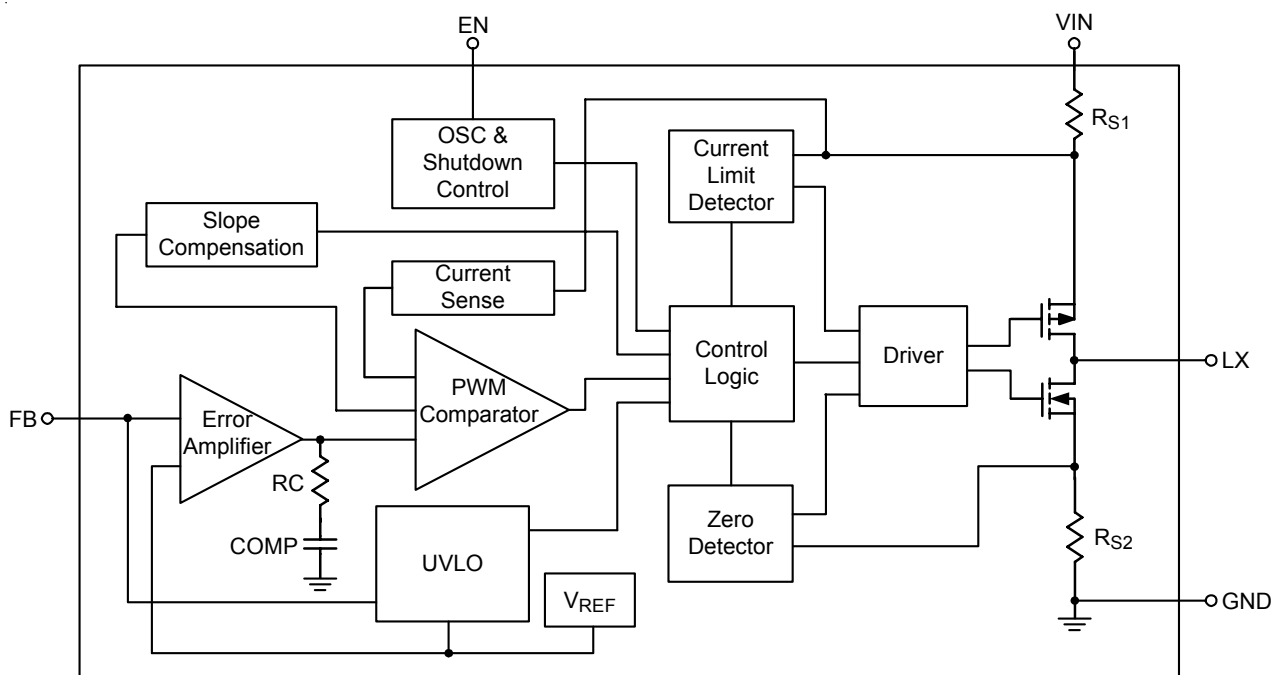 EN
VIN
OSC &
Shutdown
Control
Current
Limit
Detector
RS1
Slope
Compensation
Current
Sense
Control
Logic
Driver
LX
PWM
Comparator
FB
Error
Amplifier
RC
COMP
UVLO
VREF
Zero
Detector
RS2
GND